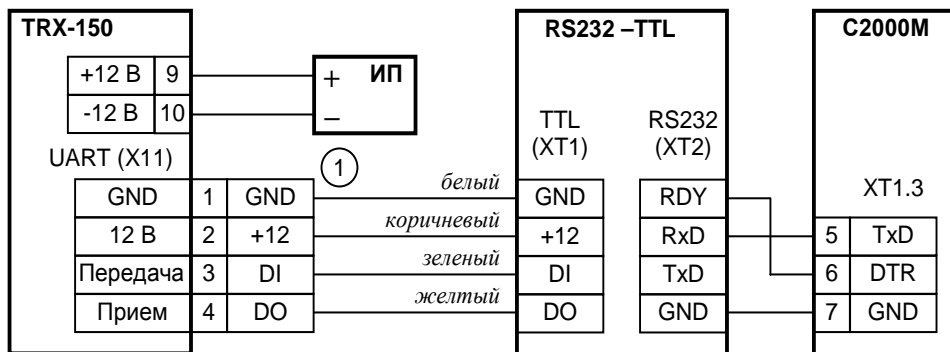 TRX-150 RS232 –TTL C2000M
+12 В 9 + ИП
-12 В 10 –
TTL RS232
(XT1) (XT2)
UART (X11) 1
XT1.3
GND 1 GND белый GND RDY
12 В 2 +12 коричневый +12 RxD 5 TxD
Передача 3 DI зеленый DI TxD 6 DTR
Прием 4 DO желтый DO GND 7 GND